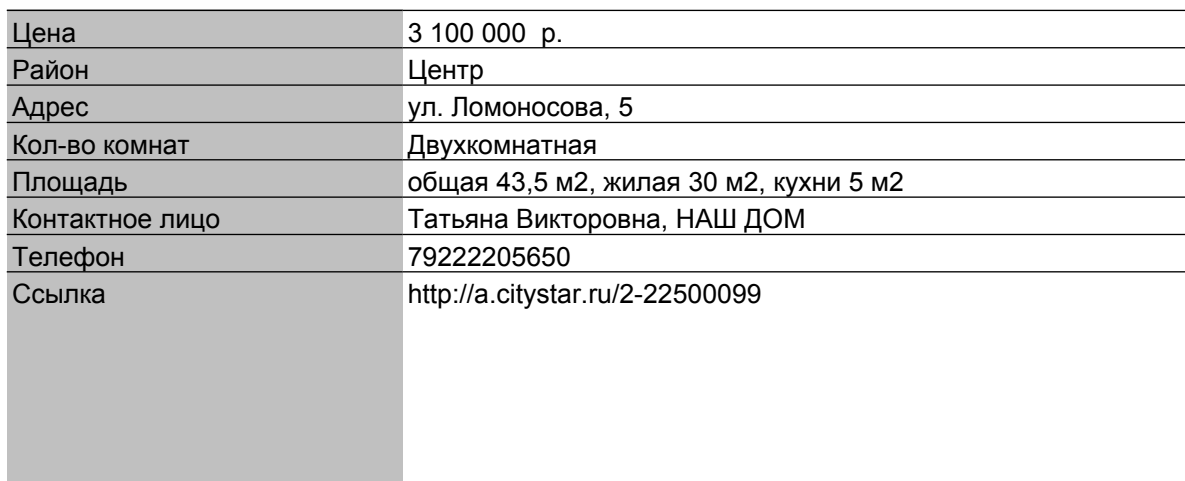 Цена 3 100 000 р.
Район Центр
Адрес ул. Ломоносова, 5
Кол-во комнат Двухкомнатная
Площадь общая 43,5 м2, жилая 30 м2, кухни 5 м2
Контактное лицо Татьяна Викторовна, НАШ ДОМ
Телефон 79222205650
Ссылка http://a.citystar.ru/2-22500099